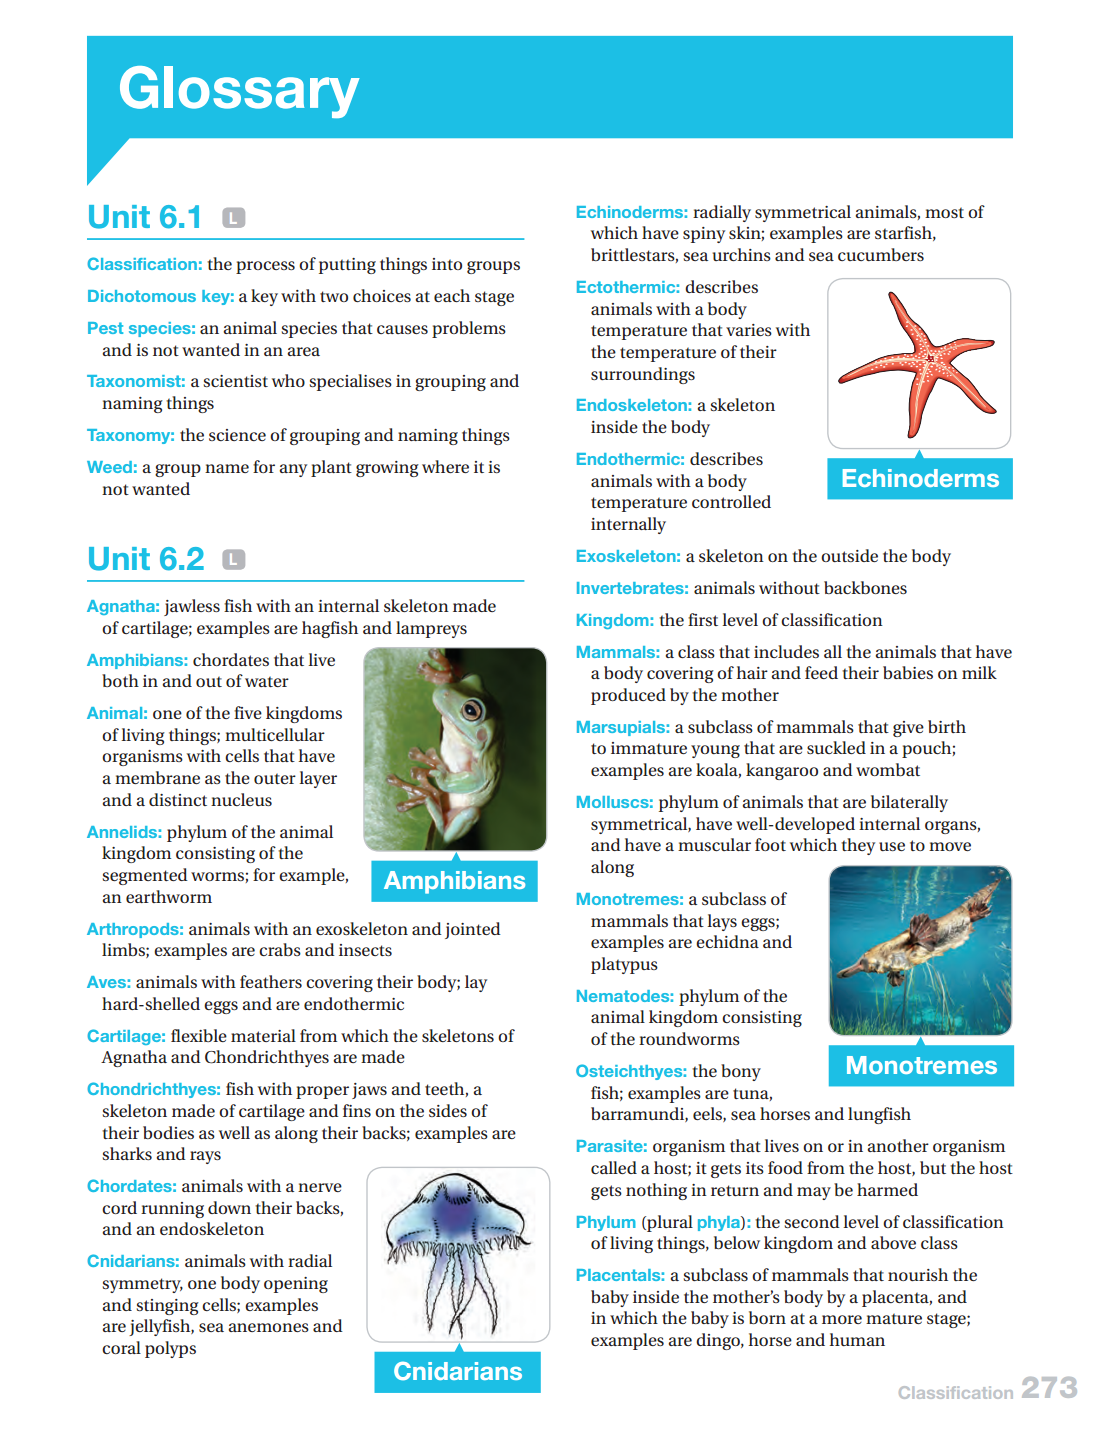 Glossary
Unit 6.1 L
Classification: the process of putting things into groups
Dichotomous key: a key with two choices at each stage
Pest species: an animal species that causes problems
and is not wanted in an area
Taxonomist: a scientist who specialises in grouping and
naming things
Taxonomy: the science of grouping and naming things
Weed: a group name for any plant growing where it is
not wanted
Unit 6.2 L
Agnatha: jawless fish with an internal skeleton made
of cartilage; examples are hagfish and lampreys
Amphibians: chordates that live
both in and out of water
Animal: one of the five kingdoms
of living things; multicellular
organisms with cells that have
a membrane as the outer layer
and a distinct nucleus
Annelids: phylum of the animal
kingdom consisting of the
segmented worms; for example,
an earthworm
Amphibians
Arthropods: animals with an exoskeleton and jointed
limbs; examples are crabs and insects
Aves: animals with feathers covering their body; lay
hard-shelled eggs and are endothermic
Cartilage: flexible material from which the skeletons of
Agnatha and Chondrichthyes are made
Chondrichthyes: fish with proper jaws and teeth, a
skeleton made of cartilage and fins on the sides of
their bodies as well as along their backs; examples are
sharks and rays
Chordates: animals with a nerve
cord running down their backs,
and an endoskeleton
Cnidarians: animals with radial
symmetry, one body opening
and stinging cells; examples
are jellyfish, sea anemones and
coral polyps
Cnidarians
Echinoderms: radially symmetrical animals, most of
which have spiny skin; examples are starfish,
brittlestars, sea urchins and sea cucumbers
Ectothermic: describes
animals with a body
temperature that varies with
the temperature of their
surroundings
Endoskeleton: a skeleton
inside the body
Endothermic: describes
animals with a body
temperature controlled
internally
Echinoderms
Exoskeleton: a skeleton on the outside the body
Invertebrates: animals without backbones
Kingdom: the first level of classification
Mammals: a class that includes all the animals that have
a body covering of hair and feed their babies on milk
produced by the mother
Marsupials: a subclass of mammals that give birth
to immature young that are suckled in a pouch;
examples are koala, kangaroo and wombat
Molluscs: phylum of animals that are bilaterally
symmetrical, have well-developed internal organs,
and have a muscular foot which they use to move
along
Monotremes: a subclass of
mammals that lays eggs;
examples are echidna and
platypus
Nematodes: phylum of the
animal kingdom consisting
of the roundworms
Monotremes
Osteichthyes: the bony
fish; examples are tuna,
barramundi, eels, sea horses and lungfish
Parasite: organism that lives on or in another organism
called a host; it gets its food from the host, but the host
gets nothing in return and may be harmed
Phylum (plural phyla): the second level of classification
of living things, below kingdom and above class
Placentals: a subclass of mammals that nourish the
baby inside the mother's body by a placenta, and
in which the baby is born at a more mature stage;
examples are dingo, horse and human
Classification 273